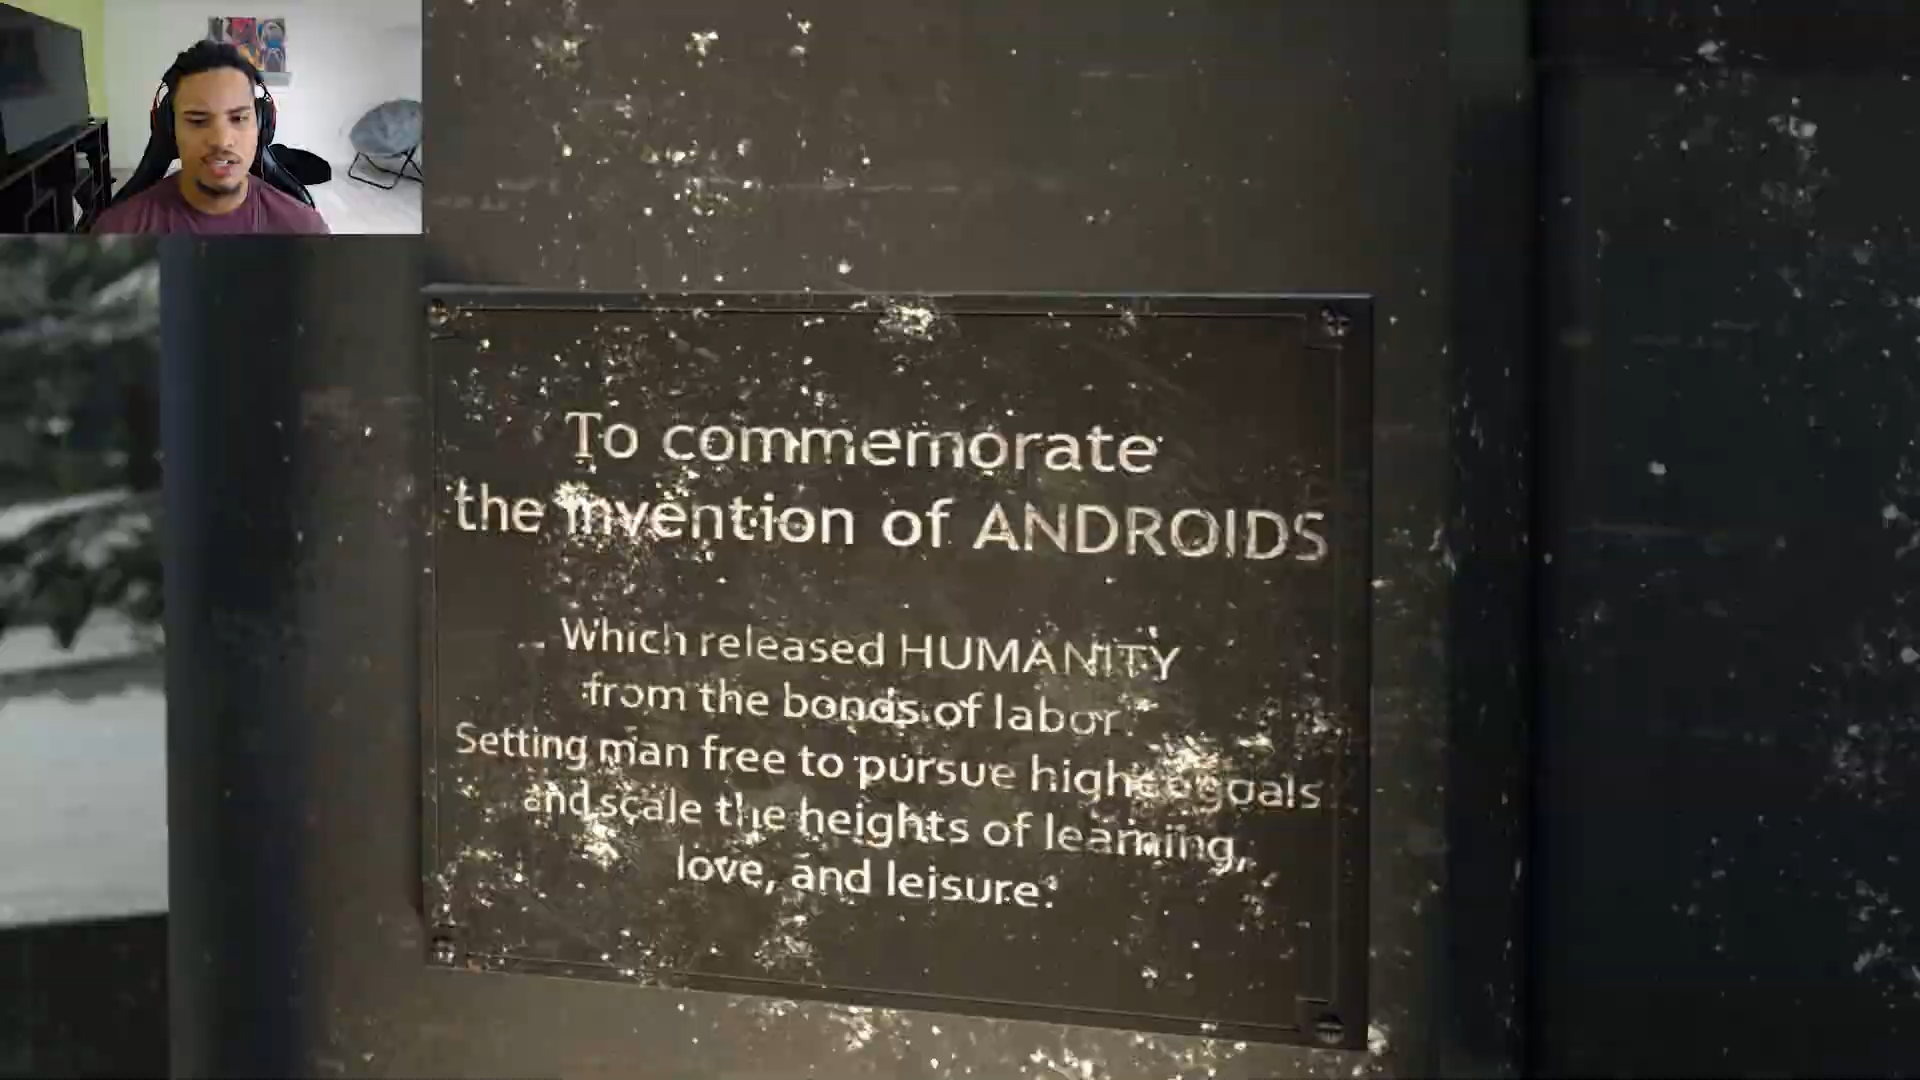 To commemorate
the invention of ANDROIDS
Which released HUMANITY
from the bonds of labor.
Setting man free to pursue higher goals
and scale the heights of learning,
love, and leisure.